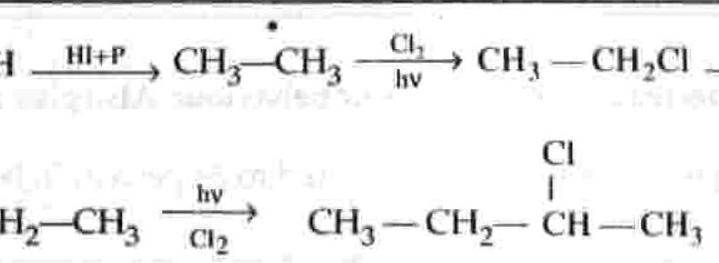 H —HI+P→ CH₃—CH₃ —Cl₂ hν→ CH₃—CH₂Cl —
H₂—CH₃ —hν Cl₂→ CH₃—CH₂—CH(Cl)—CH₃